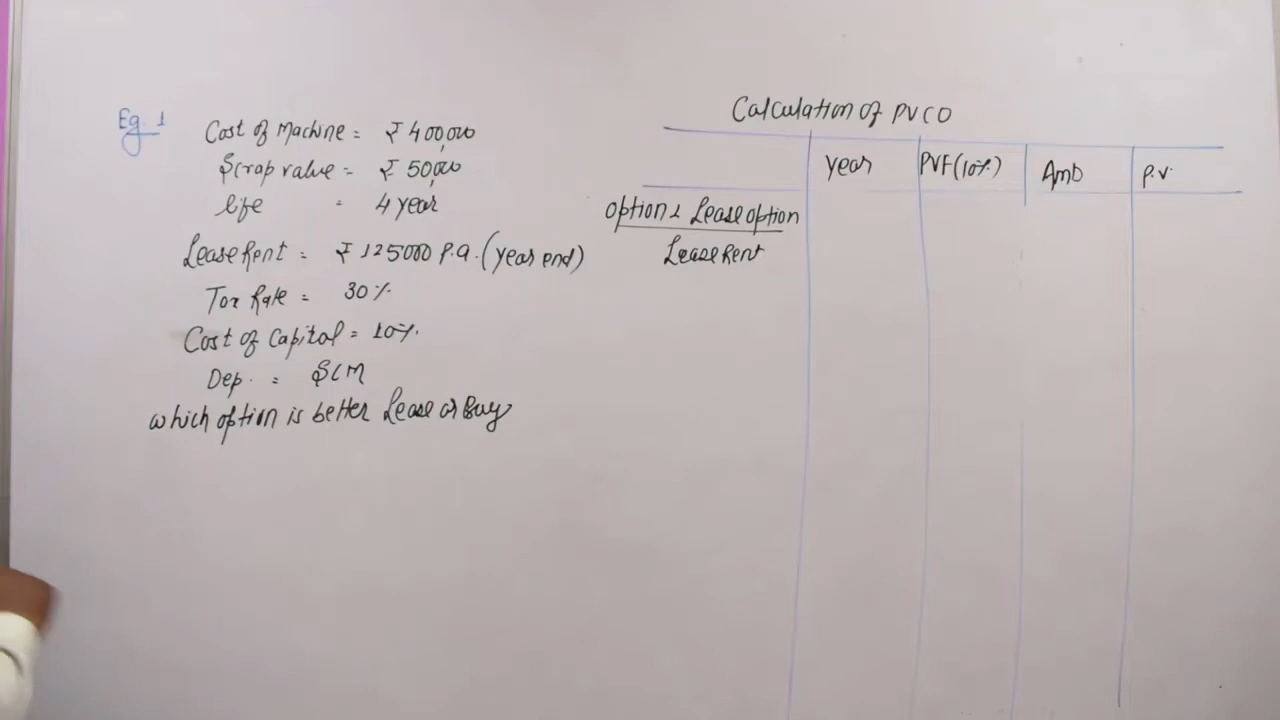 Eg. 1
Cost of Machine = ₹ 400,000
Scrap value = ₹ 50,000
life = 4 year
Lease Rent = ₹ 125000 P.a. (year end)
Tax Rate = 30%
Cost of Capital = 10%
Dep. = SLM
which option is better Lease or Buy
Calculation of PVCO
year PVF(10%) Amt P.V.
option 1 Lease option
Lease Rent